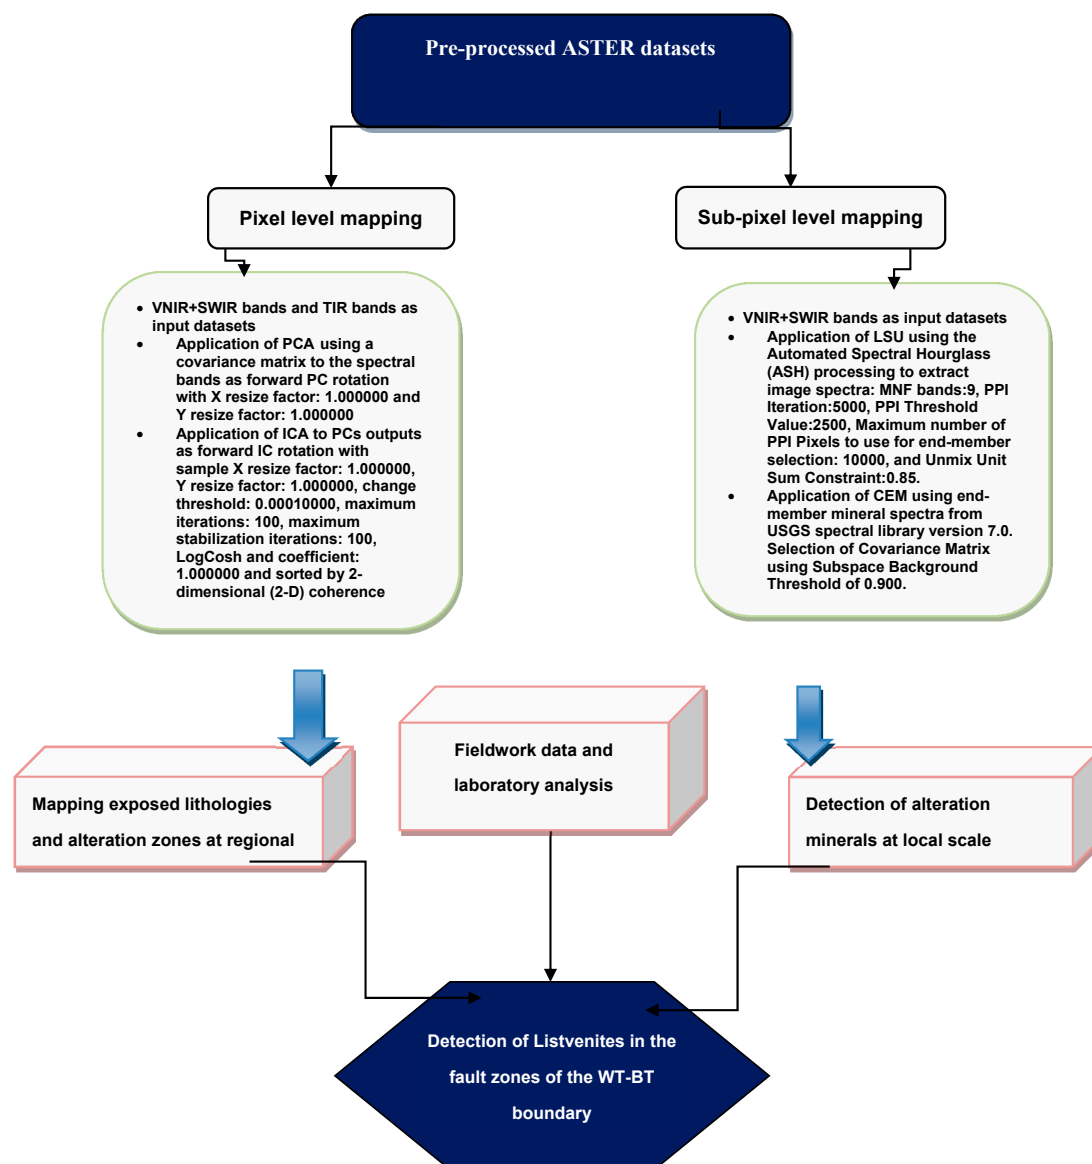 Pre-processed ASTER datasets
Pixel level mapping
Sub-pixel level mapping
• VNIR+SWIR bands and TIR bands as
input datasets
• Application of PCA using a
covariance matrix to the spectral
bands as forward PC rotation
with X resize factor: 1.000000 and
Y resize factor: 1.000000
• Application of ICA to PCs outputs
as forward IC rotation with
sample X resize factor: 1.000000,
Y resize factor: 1.000000, change
threshold: 0.00010000, maximum
iterations: 100, maximum
stabilization iterations: 100,
LogCosh and coefficient:
1.000000 and sorted by 2-
dimensional (2-D) coherence
• VNIR+SWIR bands as input datasets
• Application of LSU using the
Automated Spectral Hourglass
(ASH) processing to extract
image spectra: MNF bands:9, PPI
Iteration:5000, PPI Threshold
Value:2500, Maximum number of
PPI Pixels to use for end-member
selection: 10000, and Unmix Unit
Sum Constraint:0.85.
• Application of CEM using end-
member mineral spectra from
USGS spectral library version 7.0.
Selection of Covariance Matrix
using Subspace Background
Threshold of 0.900.
Mapping exposed lithologies
and alteration zones at regional
Fieldwork data and
laboratory analysis
Detection of alteration
minerals at local scale
Detection of Listvenites in the
fault zones of the WT-BT
boundary